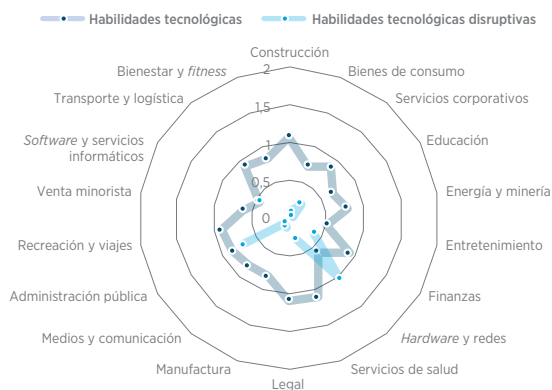 Habilidades tecnológicas
Habilidades tecnológicas disruptivas
Construcción
Bienestar y fitness
Bienes de consumo
Transporte y logística
Servicios corporativos
Software y servicios
informáticos
Educación
Venta minorista
Energía y minería
Recreación y viajes
Entretenimiento
Administración pública
Finanzas
Medios y comunicación
Hardware y redes
Manufactura
Servicios de salud
Legal
2
1,5
1
0,5
0